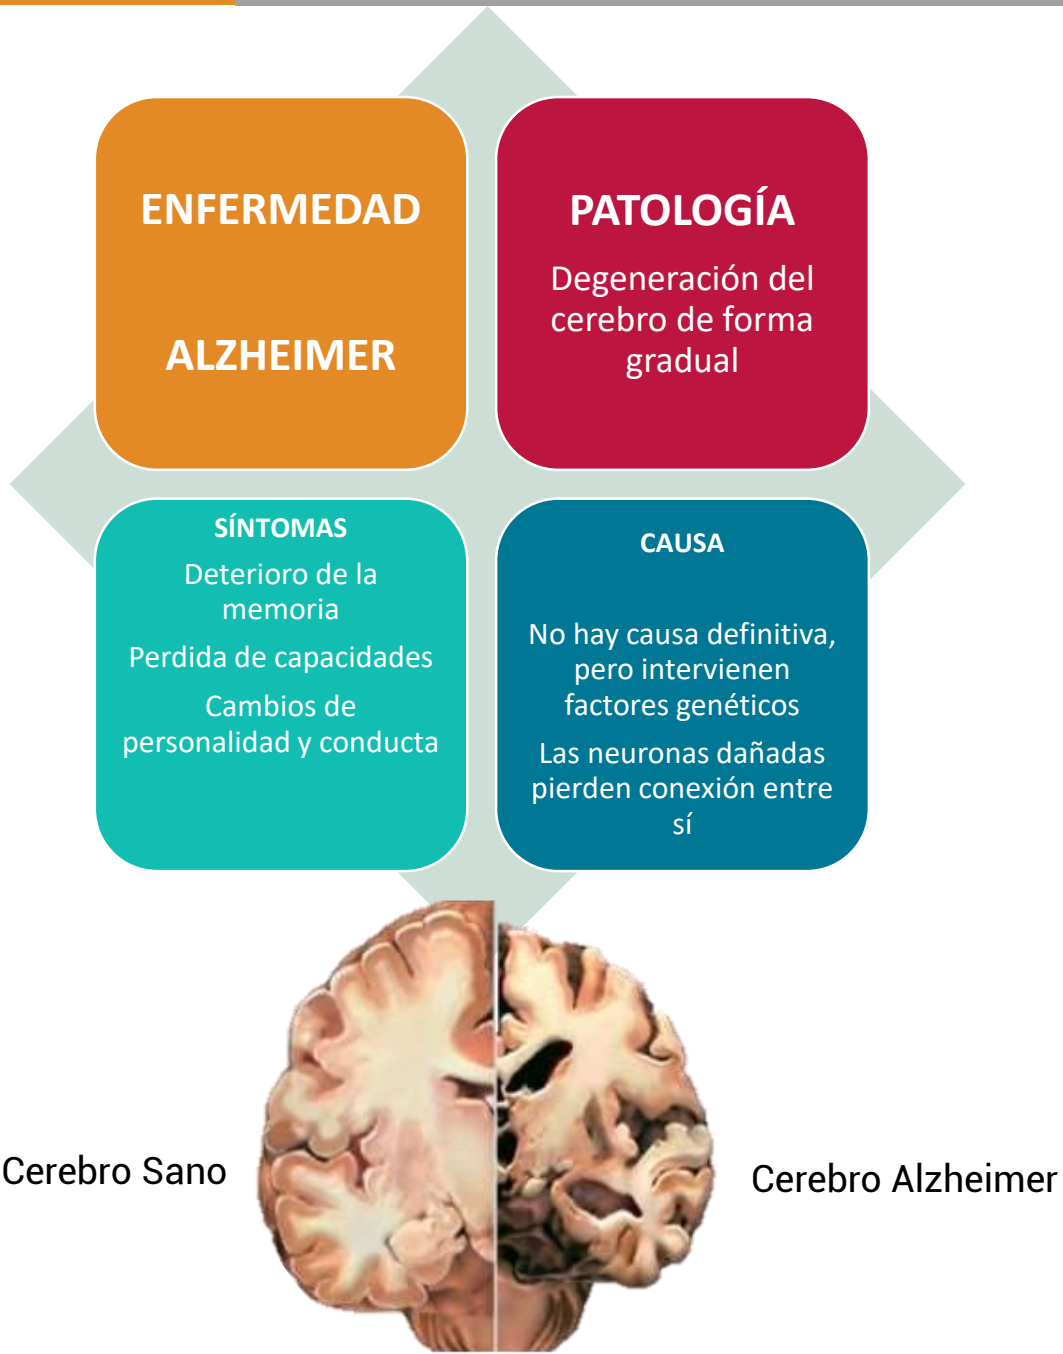 ENFERMEDAD
ALZHEIMER
PATOLOGÍA
Degeneración del
cerebro de forma
gradual
SÍNTOMAS
Deterioro de la
memoria
Perdida de capacidades
Cambios de
personalidad y conducta
CAUSA
No hay causa definitiva,
pero intervienen
factores genéticos
Las neuronas dañadas
pierden conexión entre
sí
Cerebro Sano
Cerebro Alzheimer